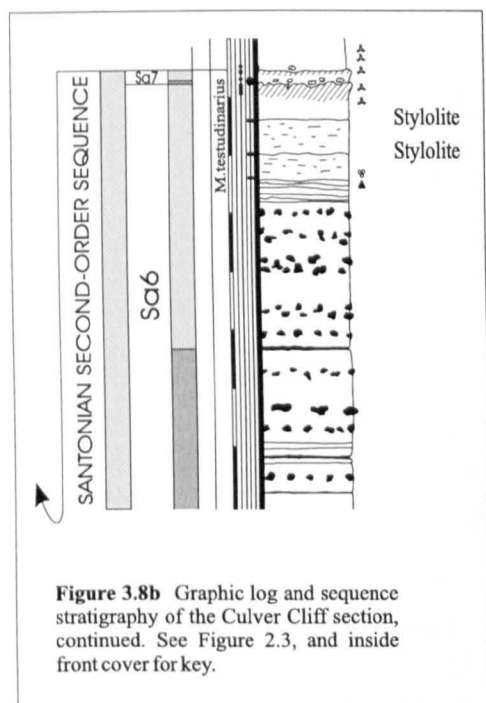 SANTONIAN SECOND-ORDER SEQUENCE
Sa7
Sa6
M.testudinarius
Stylolite
Stylolite
Figure 3.8b Graphic log and sequence
stratigraphy of the Culver Cliff section,
continued. See Figure 2.3, and inside
front cover for key.